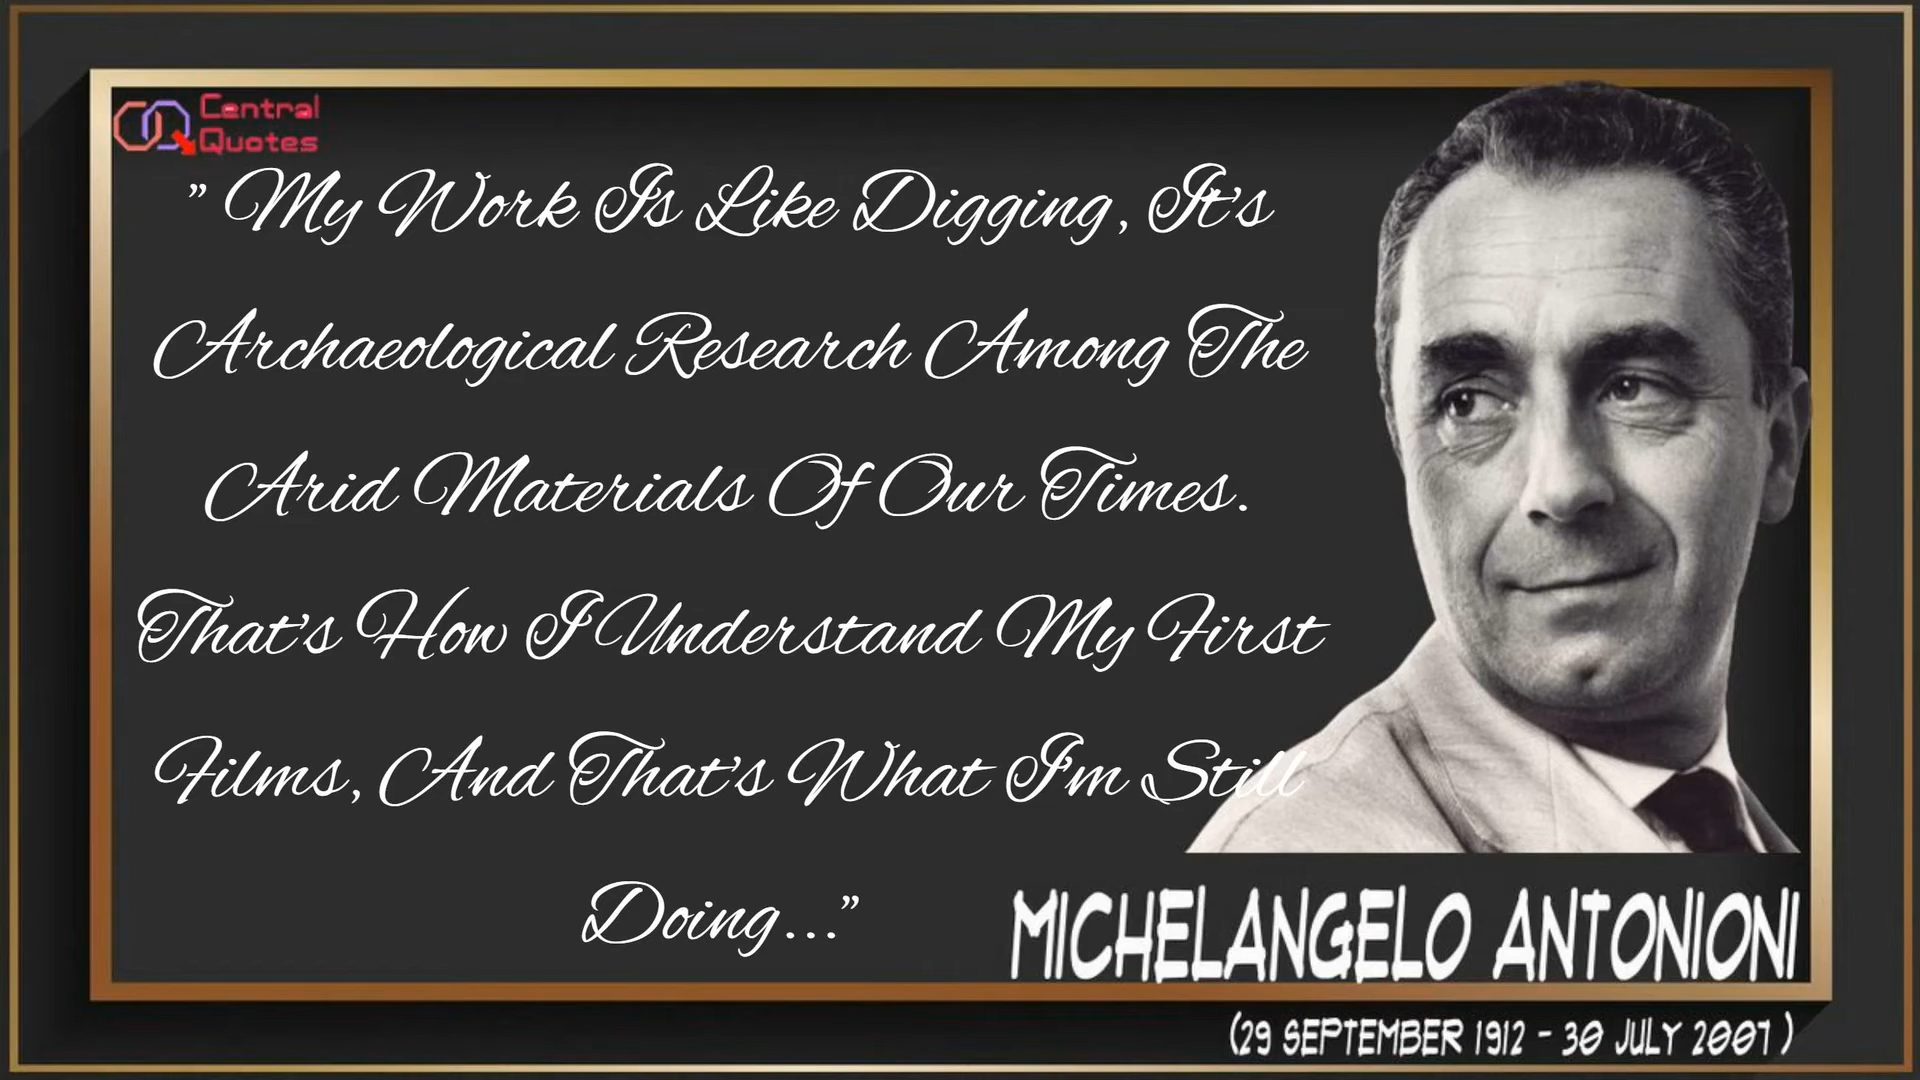 Central
Quotes
” My Work Is Like Digging, It’s
Archaeological Research Among The
Arid Materials Of Our Times.
That’s How I Understand My First
Films, And That’s What I’m Still
Doing...”
MICHELANGELO ANTONIONI
(29 SEPTEMBER 1912 - 30 JULY 2007 )